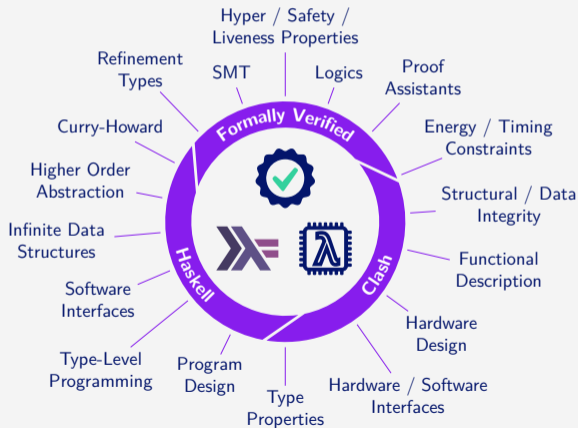 Hyper / Safety /
Liveness Properties
Refinement
Types
SMT
Logics
Proof
Assistants
Formally Verified
Curry-Howard
Energy / Timing
Constraints
Higher Order
Abstraction
Structural / Data
Integrity
Infinite Data
Structures
λ
Haskell
Clash
Functional
Description
Software
Interfaces
Hardware
Design
Type-Level
Programming
Program
Design
Hardware / Software
Interfaces
Type
Properties